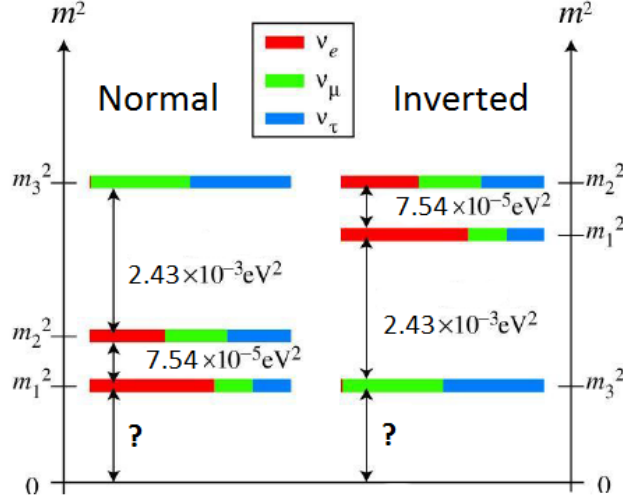 m²
m²
ν_e
ν_μ
ν_τ
Normal
Inverted
m₃²
m₂²
7.54×10⁻⁵eV²
m₁²
2.43×10⁻³eV²
2.43×10⁻³eV²
m₂²
7.54×10⁻⁵eV²
m₁²
m₃²
?
?
0
0